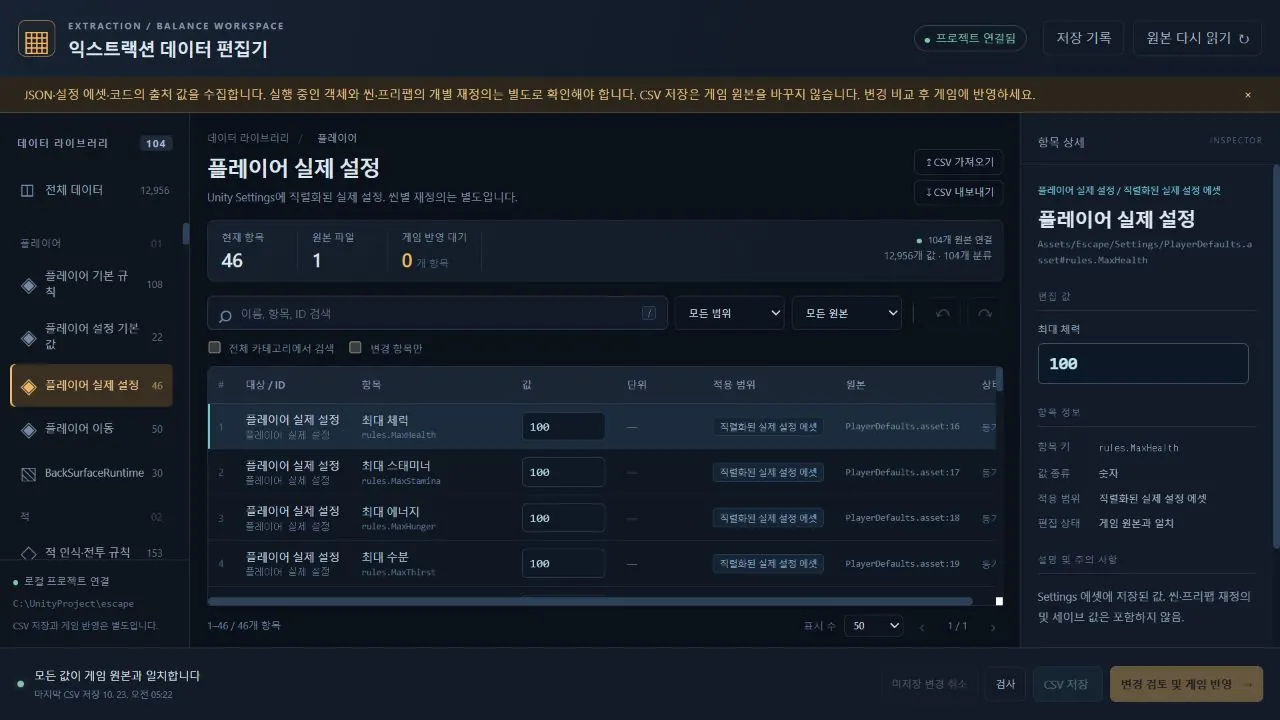 EXTRACTION / BALANCE WORKSPACE
익스트랙션 데이터 편집기
프로젝트 연결됨
저장 기록
원본 다시 읽기 ↻
JSON·설정 에셋·코드의 출처 값을 수집합니다. 실행 중인 객체와 씬·프리팹의 개별 재정의는 별도로 확인해야 합니다. CSV 저장은 게임 원본을 바꾸지 않습니다. 변경 비교 후 게임에 반영하세요.
×
데이터 라이브러리 104
전체 데이터 12,956
플레이어 01
플레이어 기본 규
칙
108
플레이어 설정 기본
값
22
플레이어 실제 설정 46
플레이어 이동 50
BackSurfaceRuntime 30
적 02
적 인식·전투 규칙 153
로컬 프로젝트 연결
C:\UnityProject\escape
CSV 저장과 게임 반영은 별도입니다.
데이터 라이브러리 / 플레이어
플레이어 실제 설정
Unity Settings에 직렬화된 실제 설정. 씬별 재정의는 별도입니다.
↥ CSV 가져오기
↧ CSV 내보내기
현재 항목
46
원본 파일
1
게임 반영 대기
0 개 항목
104개 원본 연결
12,956개 값 · 104개 분류
이름, 항목, ID 검색 /
모든 범위
모든 원본
전체 카테고리에서 검색
변경 항목만
# 대상 / ID 항목 값 단위 적용 범위 원본
1 플레이어 실제 설정 최대 체력 100 — 직렬화된 실제 설정 에셋 PlayerDefaults.asset:16
플레이어 실제 설정 rules.MaxHealth
2 플레이어 실제 설정 최대 스태미너 100 — 직렬화된 실제 설정 에셋 PlayerDefaults.asset:17
플레이어 실제 설정 rules.MaxStamina
3 플레이어 실제 설정 최대 에너지 100 — 직렬화된 실제 설정 에셋 PlayerDefaults.asset:18
플레이어 실제 설정 rules.MaxHunger
4 플레이어 실제 설정 최대 수분 100 — 직렬화된 실제 설정 에셋 PlayerDefaults.asset:19
플레이어 실제 설정 rules.MaxThirst
1–46 / 46개 항목
표시 수 50 ‹ 1 / 1 ›
항목 상세 INSPECTOR
플레이어 실제 설정 / 직렬화된 실제 설정 에셋
플레이어 실제 설정
Assets/Escape/Settings/PlayerDefaults.a
sset#rules.MaxHealth
편집 값
최대 체력
100
항목 정보
항목 키 rules.MaxHealth
값 종류 숫자
적용 범위 직렬화된 실제 설정 에셋
편집 상태 게임 원본과 일치
설명 및 주의 사항
Settings 에셋에 저장된 값. 씬·프리팹 재정의
및 세이브 값은 포함하지 않음.
모든 값이 게임 원본과 일치합니다
마지막 CSV 저장 10. 23. 오전 05:22
미저장 변경 취소
검사
CSV 저장
변경 검토 및 게임 반영 →